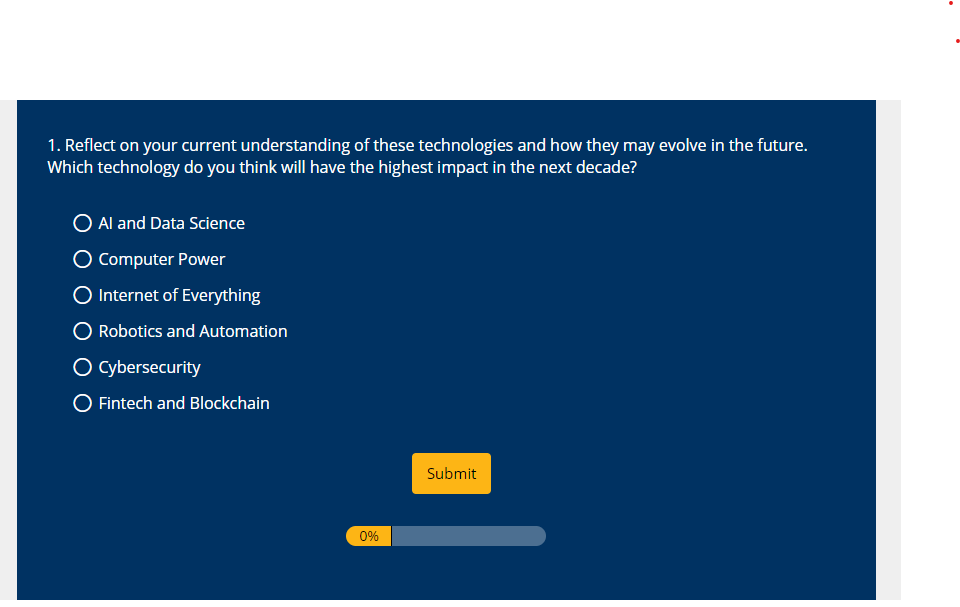 1. Reflect on your current understanding of these technologies and how they may evolve in the future.
Which technology do you think will have the highest impact in the next decade?
AI and Data Science
Computer Power
Internet of Everything
Robotics and Automation
Cybersecurity
Fintech and Blockchain
Submit
0%